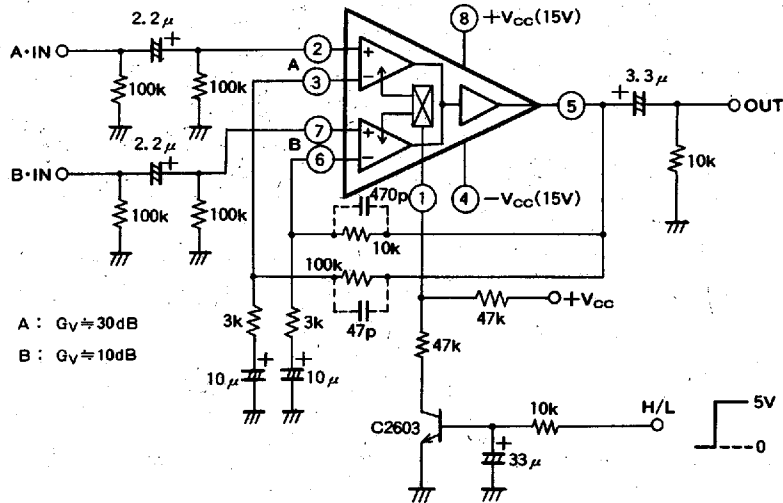 2.2μ
+
A·IN
100k
100k
2
3
A
+
−
8
+VCC(15V)
5
3.3μ
+
OUT
10k
2.2μ
+
B·IN
100k
100k
7
6
B
+
−
1
4
−VCC(15V)
470p
10k
100k
47p
47k
+VCC
A : GV≒30dB
B : GV≒10dB
3k
3k
+
10μ
+
10μ
47k
C2603
10k
H/L
+
33μ
5V
0